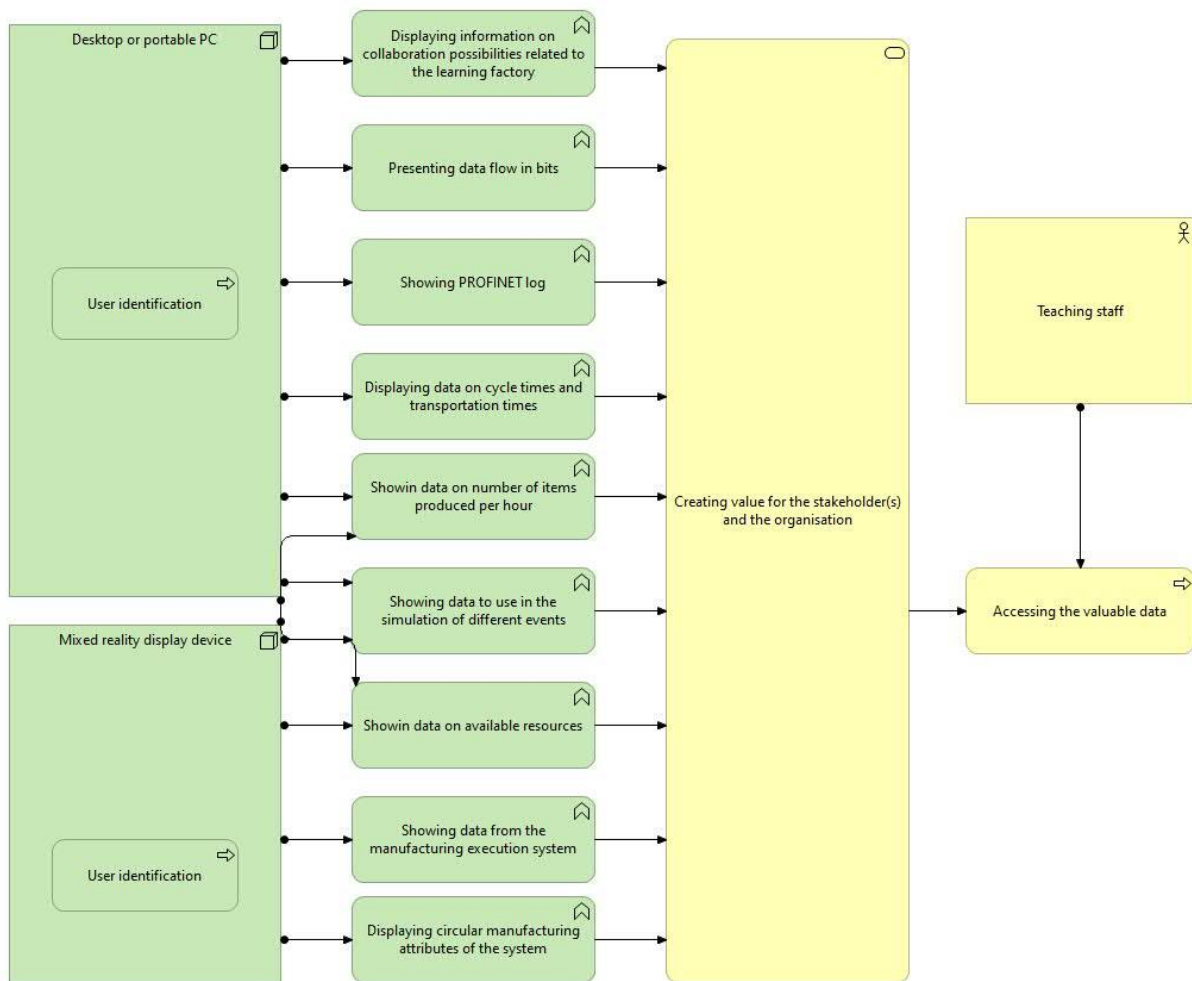 Desktop or portable PC
User identification
Mixed reality display device
User identification
Displaying information on
collaboration possibilities related to
the learning factory
Presenting data flow in bits
Showing PROFINET log
Displaying data on cycle times and
transportation times
Showin data on number of items
produced per hour
Showing data to use in the
simulation of different events
Showin data on available resources
Showing data from the
manufacturing execution system
Displaying circular manufacturing
attributes of the system
Creating value for the stakeholder(s)
and the organisation
Teaching staff
Accessing the valuable data